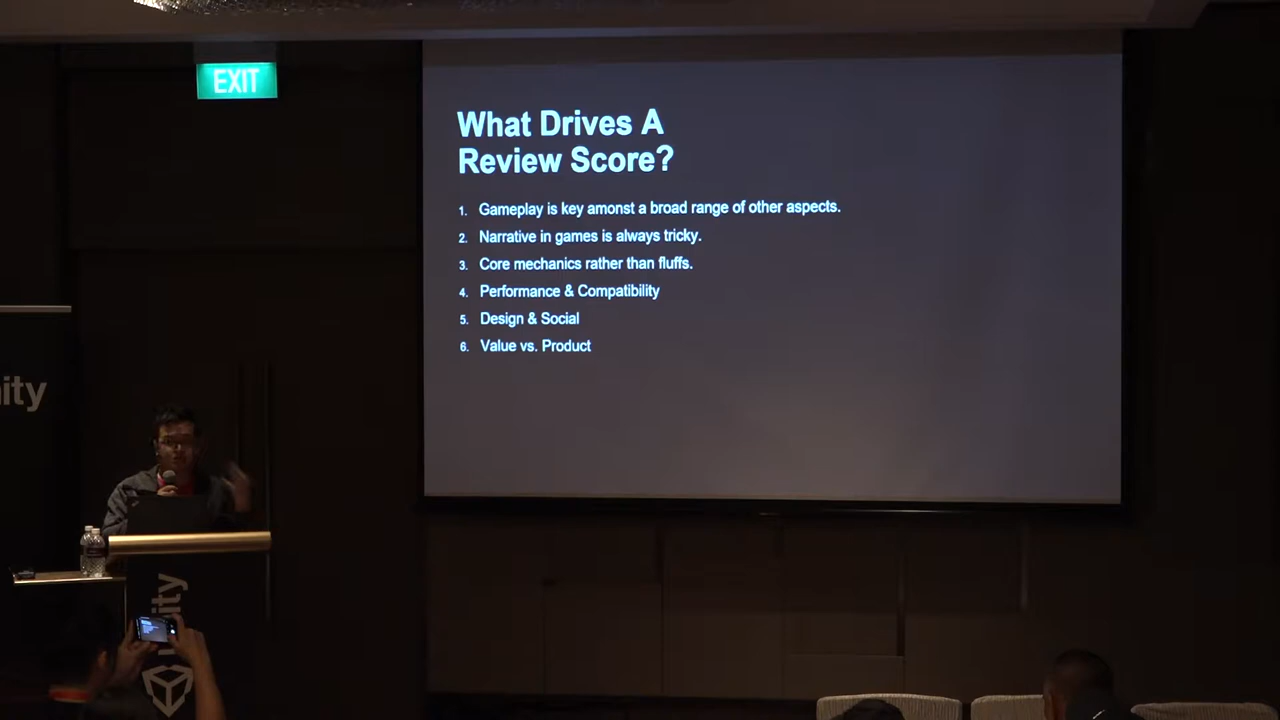 EXIT
What Drives A
Review Score?
1. Gameplay is key amonst a broad range of other aspects.
2. Narrative in games is always tricky.
3. Core mechanics rather than fluffs.
4. Performance & Compatibility
5. Design & Social
6. Value vs. Product
ity
unity